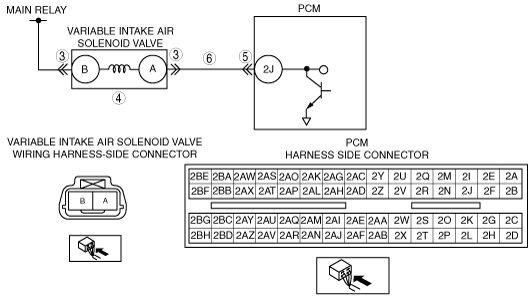 MAIN RELAY
VARIABLE INTAKE AIR
SOLENOID VALVE
PCM
③ B A ③ ⑥ ⑤ 2J
④
VARIABLE INTAKE AIR SOLENOID VALVE
WIRING HARNESS-SIDE CONNECTOR
B A
PCM
HARNESS SIDE CONNECTOR
2BE 2BA 2AW 2AS 2AO 2AK 2AG 2AC 2Y 2U 2Q 2M 2I 2E 2A
2BF 2BB 2AX 2AT 2AP 2AL 2AH 2AD 2Z 2V 2R 2N 2J 2F 2B
2BG 2BC 2AY 2AU 2AQ 2AM 2AI 2AE 2AA 2W 2S 2O 2K 2G 2C
2BH 2BD 2AZ 2AV 2AR 2AN 2AJ 2AF 2AB 2X 2T 2P 2L 2H 2D